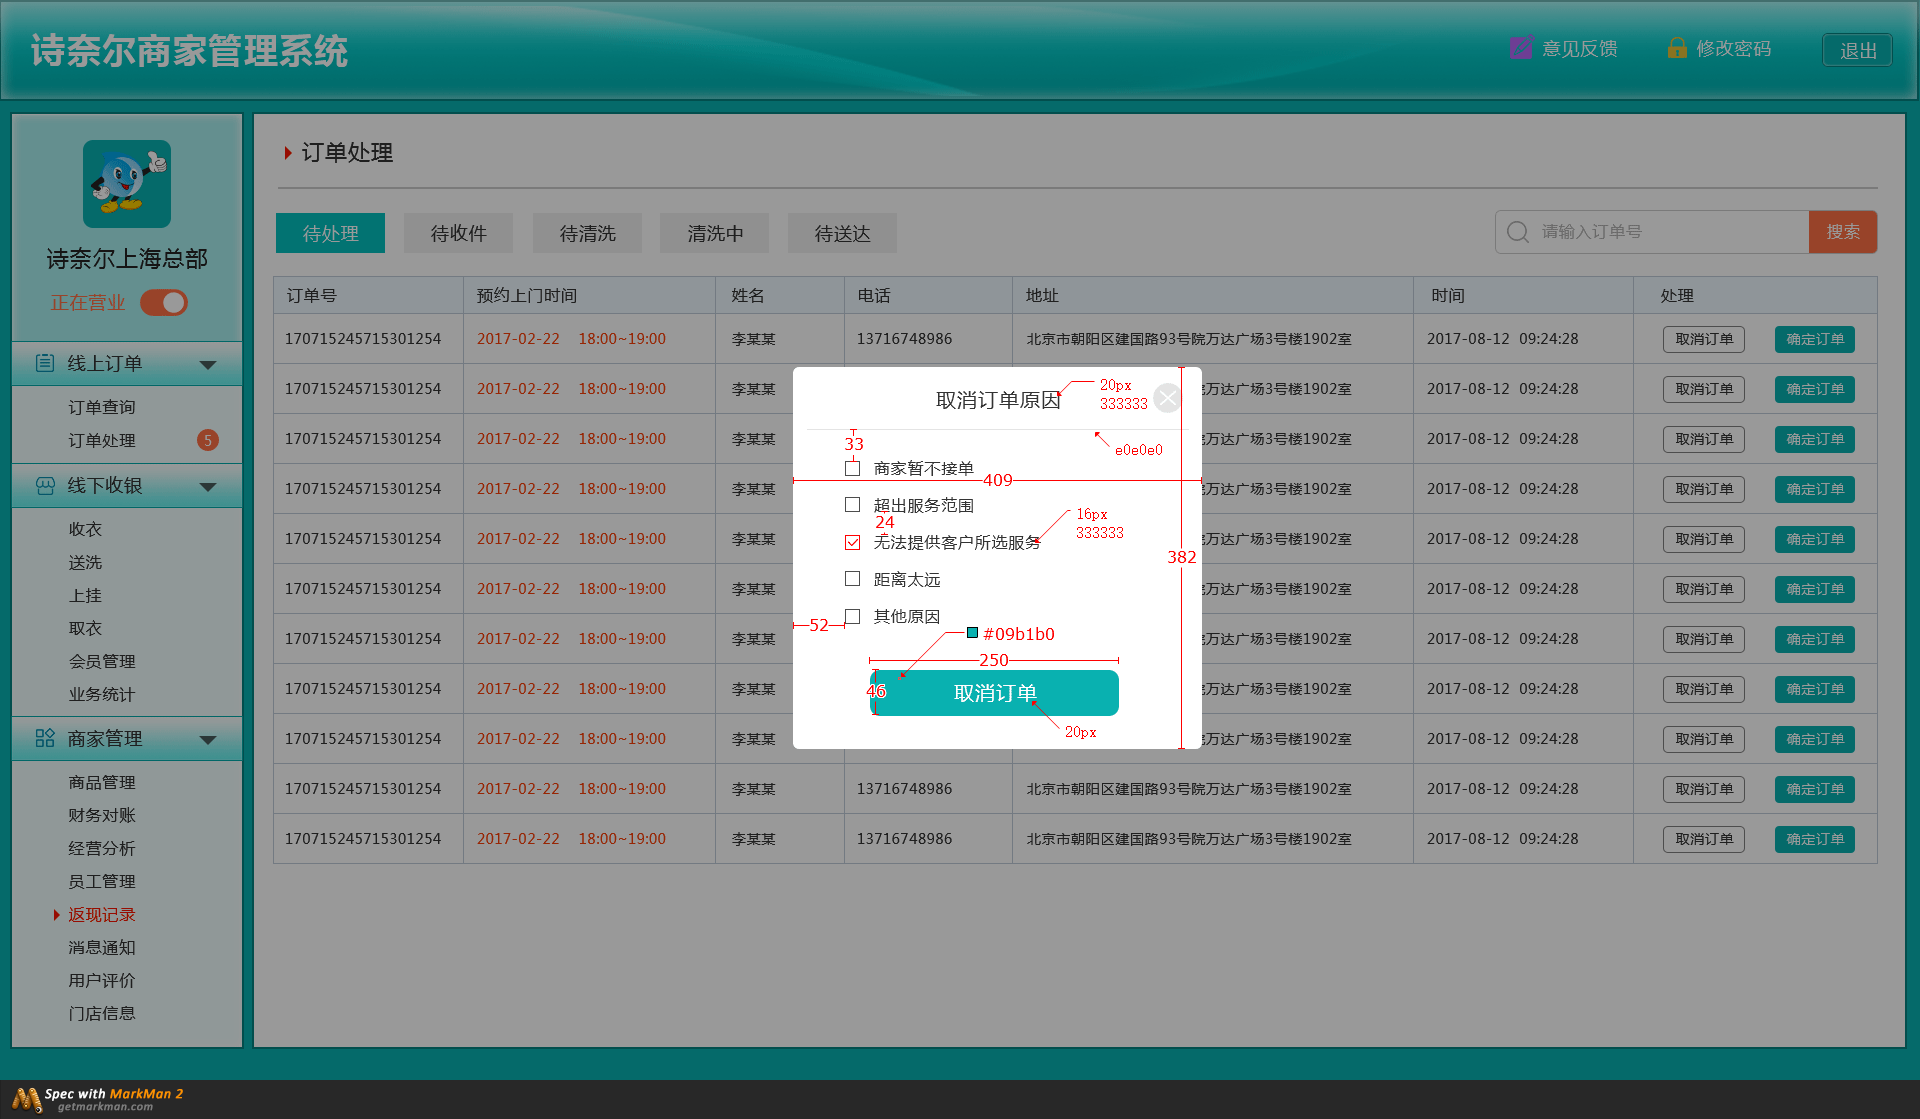 诗奈尔商家管理系统
意见反馈 修改密码 退出
诗奈尔上海总部
正在营业
线上订单
订单查询
订单处理 5
线下收银
收衣
送洗
上挂
取衣
会员管理
业务统计
商家管理
商品管理
财务对账
经营分析
员工管理
返现记录
消息通知
用户评价
门店信息
订单处理
待处理 待收件 待清洗 清洗中 待送达 请输入订单号 搜索
订单号 预约上门时间 姓名 电话 地址 时间 处理
170715245715301254 2017-02-22 18:00~19:00 李某某 13716748986 北京市朝阳区建国路93号院万达广场3号楼1902室 2017-08-12 09:24:28 取消订单 确定订单
170715245715301254 2017-02-22 18:00~19:00 李某某 院万达广场3号楼1902室 2017-08-12 09:24:28 取消订单 确定订单
170715245715301254 2017-02-22 18:00~19:00 李某某 院万达广场3号楼1902室 2017-08-12 09:24:28 取消订单 确定订单
170715245715301254 2017-02-22 18:00~19:00 李某某 院万达广场3号楼1902室 2017-08-12 09:24:28 取消订单 确定订单
170715245715301254 2017-02-22 18:00~19:00 李某某 院万达广场3号楼1902室 2017-08-12 09:24:28 取消订单 确定订单
170715245715301254 2017-02-22 18:00~19:00 李某某 院万达广场3号楼1902室 2017-08-12 09:24:28 取消订单 确定订单
170715245715301254 2017-02-22 18:00~19:00 李某某 院万达广场3号楼1902室 2017-08-12 09:24:28 取消订单 确定订单
170715245715301254 2017-02-22 18:00~19:00 李某某 院万达广场3号楼1902室 2017-08-12 09:24:28 取消订单 确定订单
170715245715301254 2017-02-22 18:00~19:00 李某某 院万达广场3号楼1902室 2017-08-12 09:24:28 取消订单 确定订单
170715245715301254 2017-02-22 18:00~19:00 李某某 13716748986 北京市朝阳区建国路93号院万达广场3号楼1902室 2017-08-12 09:24:28 取消订单 确定订单
170715245715301254 2017-02-22 18:00~19:00 李某某 13716748986 北京市朝阳区建国路93号院万达广场3号楼1902室 2017-08-12 09:24:28 取消订单 确定订单
取消订单原因
20px
333333
33
e0e0e0
商家暂不接单
409
超出服务范围
24
16px
333333
无法提供客户所选服务
382
距离太远
其他原因
52
#09b1b0
250
46
取消订单
20px
Spec with MarkMan 2
getmarkman.com